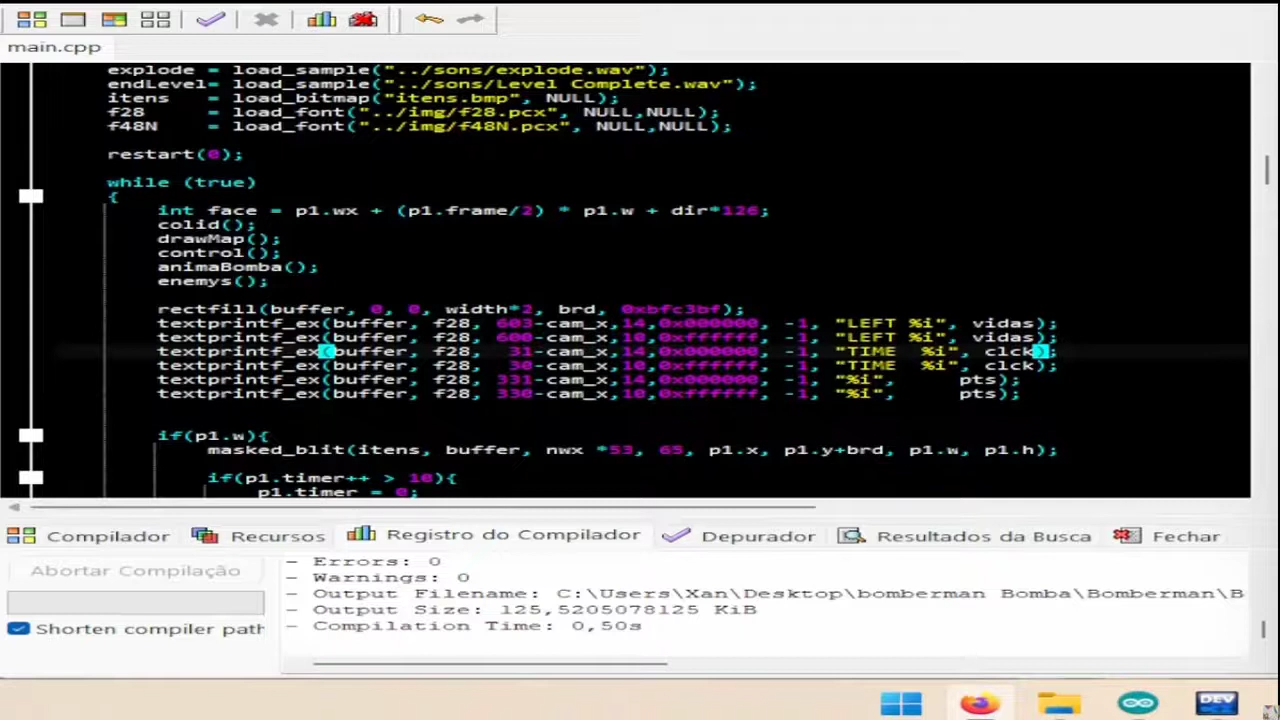 main.cpp
explode = load_sample("../sons/explode.wav");
endLevel= load_sample("../sons/Level Complete.wav");
itens = load_bitmap("itens.bmp", NULL);
f28 = load_font("../img/f28.pcx", NULL,NULL);
f48N = load_font("../img/f48N.pcx", NULL,NULL);
restart(0);
while (true)
{
int face = p1.wx + (p1.frame/2) * p1.w + dir*126;
colid();
drawMap();
control();
animaBomba();
enemys();
rectfill(buffer, 0, 0, width*2, brd, 0xbfc3bf);
textprintf_ex(buffer, f28, 603-cam_x,14,0x000000, -1, "LEFT %i", vidas);
textprintf_ex(buffer, f28, 600-cam_x,10,0xffffff, -1, "LEFT %i", vidas);
textprintf_ex(buffer, f28, 31-cam_x,14,0x000000, -1, "TIME %i", clck);
textprintf_ex(buffer, f28, 30-cam_x,10,0xffffff, -1, "TIME %i", clck);
textprintf_ex(buffer, f28, 331-cam_x,14,0x000000, -1, "%i", pts);
textprintf_ex(buffer, f28, 330-cam_x,10,0xffffff, -1, "%i", pts);
if(p1.w){
masked_blit(itens, buffer, nwx *53, 65, p1.x, p1.y+brd, p1.w, p1.h);
if(p1.timer++ > 10){
p1.timer = 0;
Compilador Recursos Registro do Compilador Depurador Resultados da Busca Fechar
Abortar Compilação
Shorten compiler path
- Errors: 0
- Warnings: 0
- Output Filename: C:\Users\Xan\Desktop\bomberman Bomba\Bomberman\B
- Output Size: 125,5205078125 KiB
- Compilation Time: 0,50s
DEV